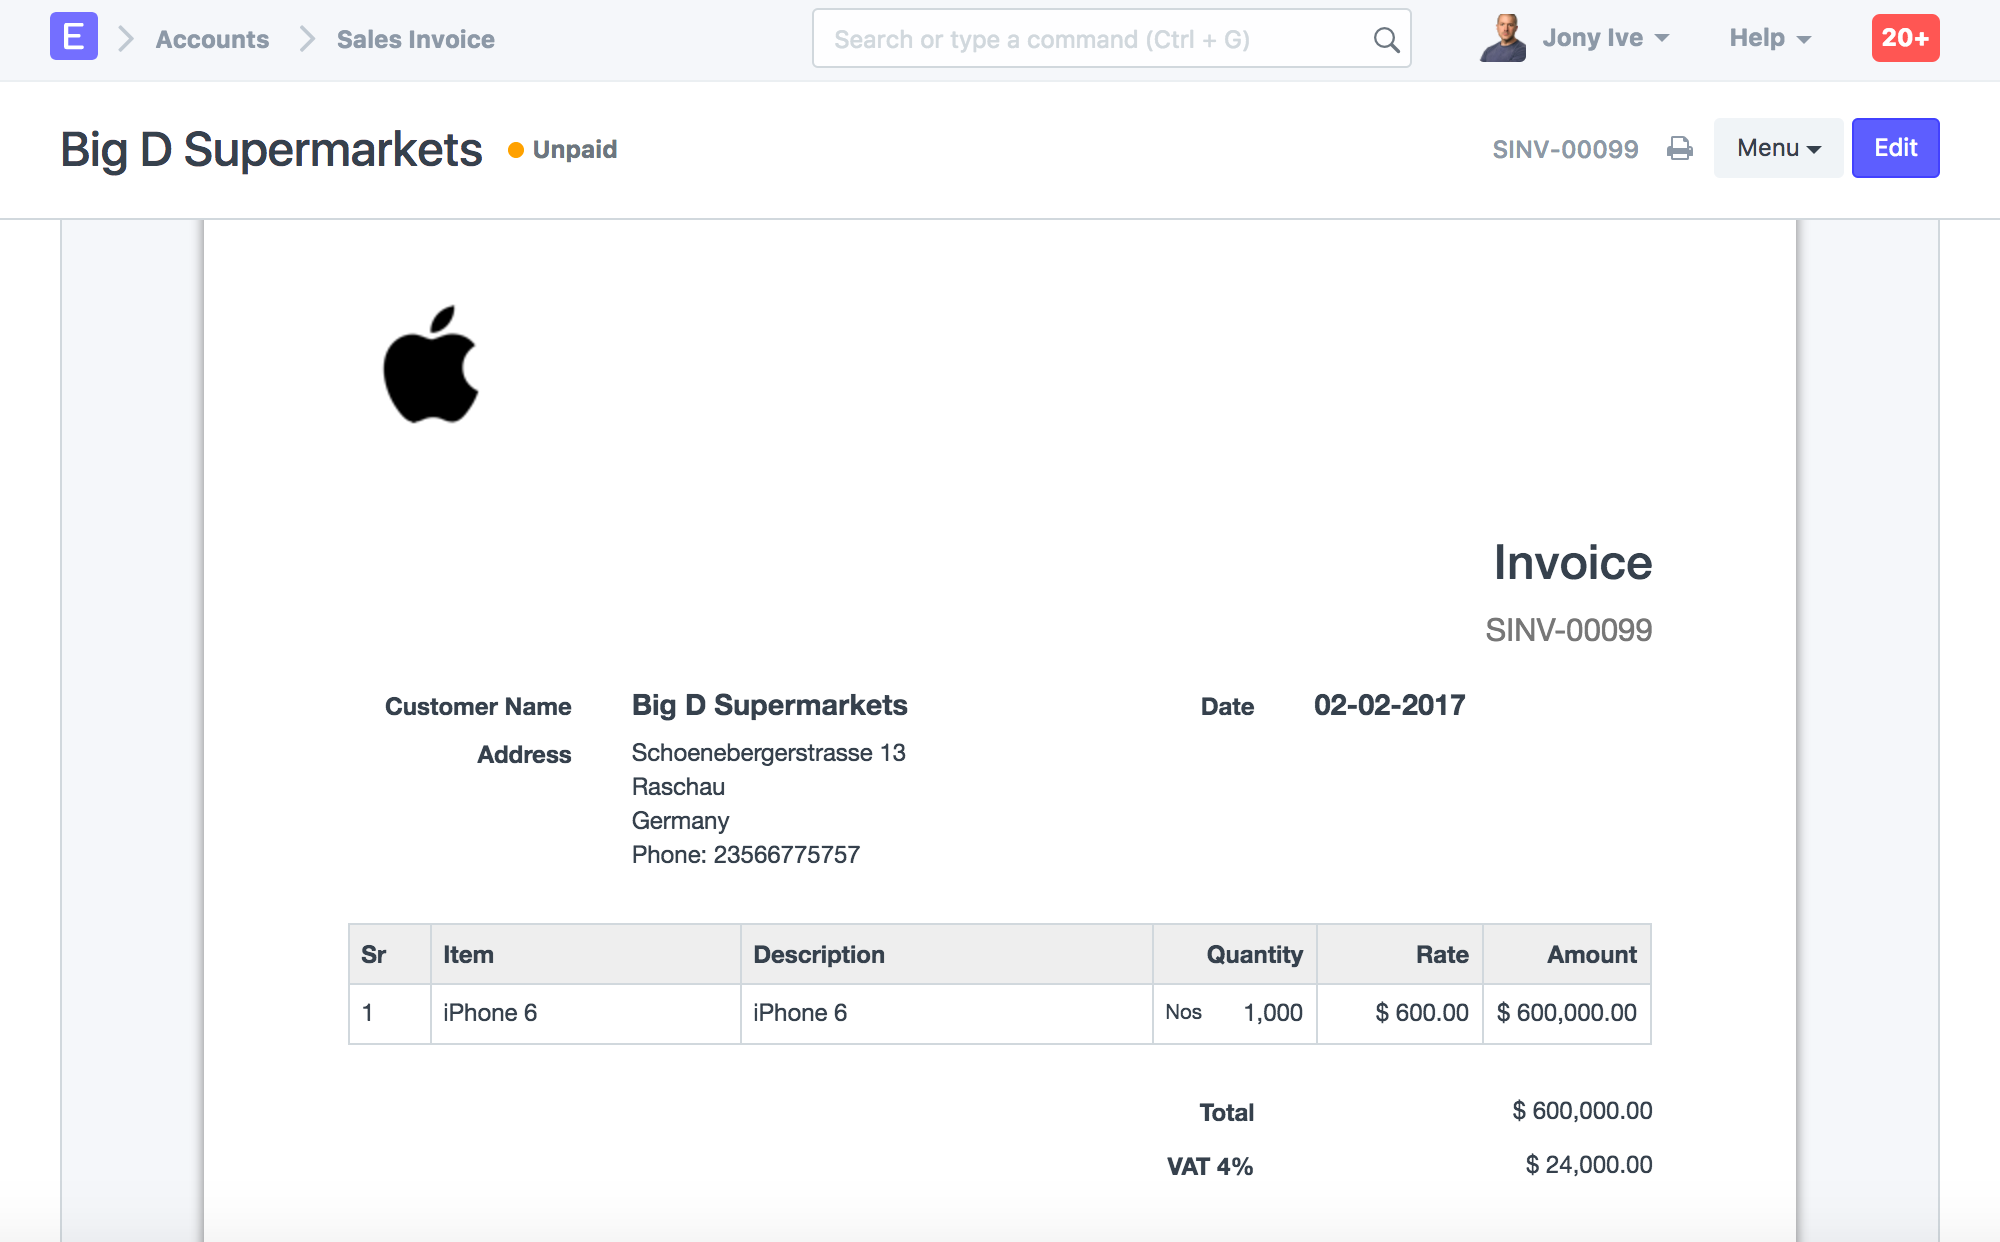 E Accounts Sales Invoice Search or type a command (Ctrl + G) Jony Ive Help 20+
Big D Supermarkets Unpaid SINV-00099 Menu Edit
Invoice
SINV-00099
Customer Name Big D Supermarkets Date 02-02-2017
Address Schoenebergerstrasse 13
Raschau
Germany
Phone: 23566775757
Sr Item Description Quantity Rate Amount
1 iPhone 6 iPhone 6 Nos 1,000 $ 600.00 $ 600,000.00
Total $ 600,000.00
VAT 4% $ 24,000.00